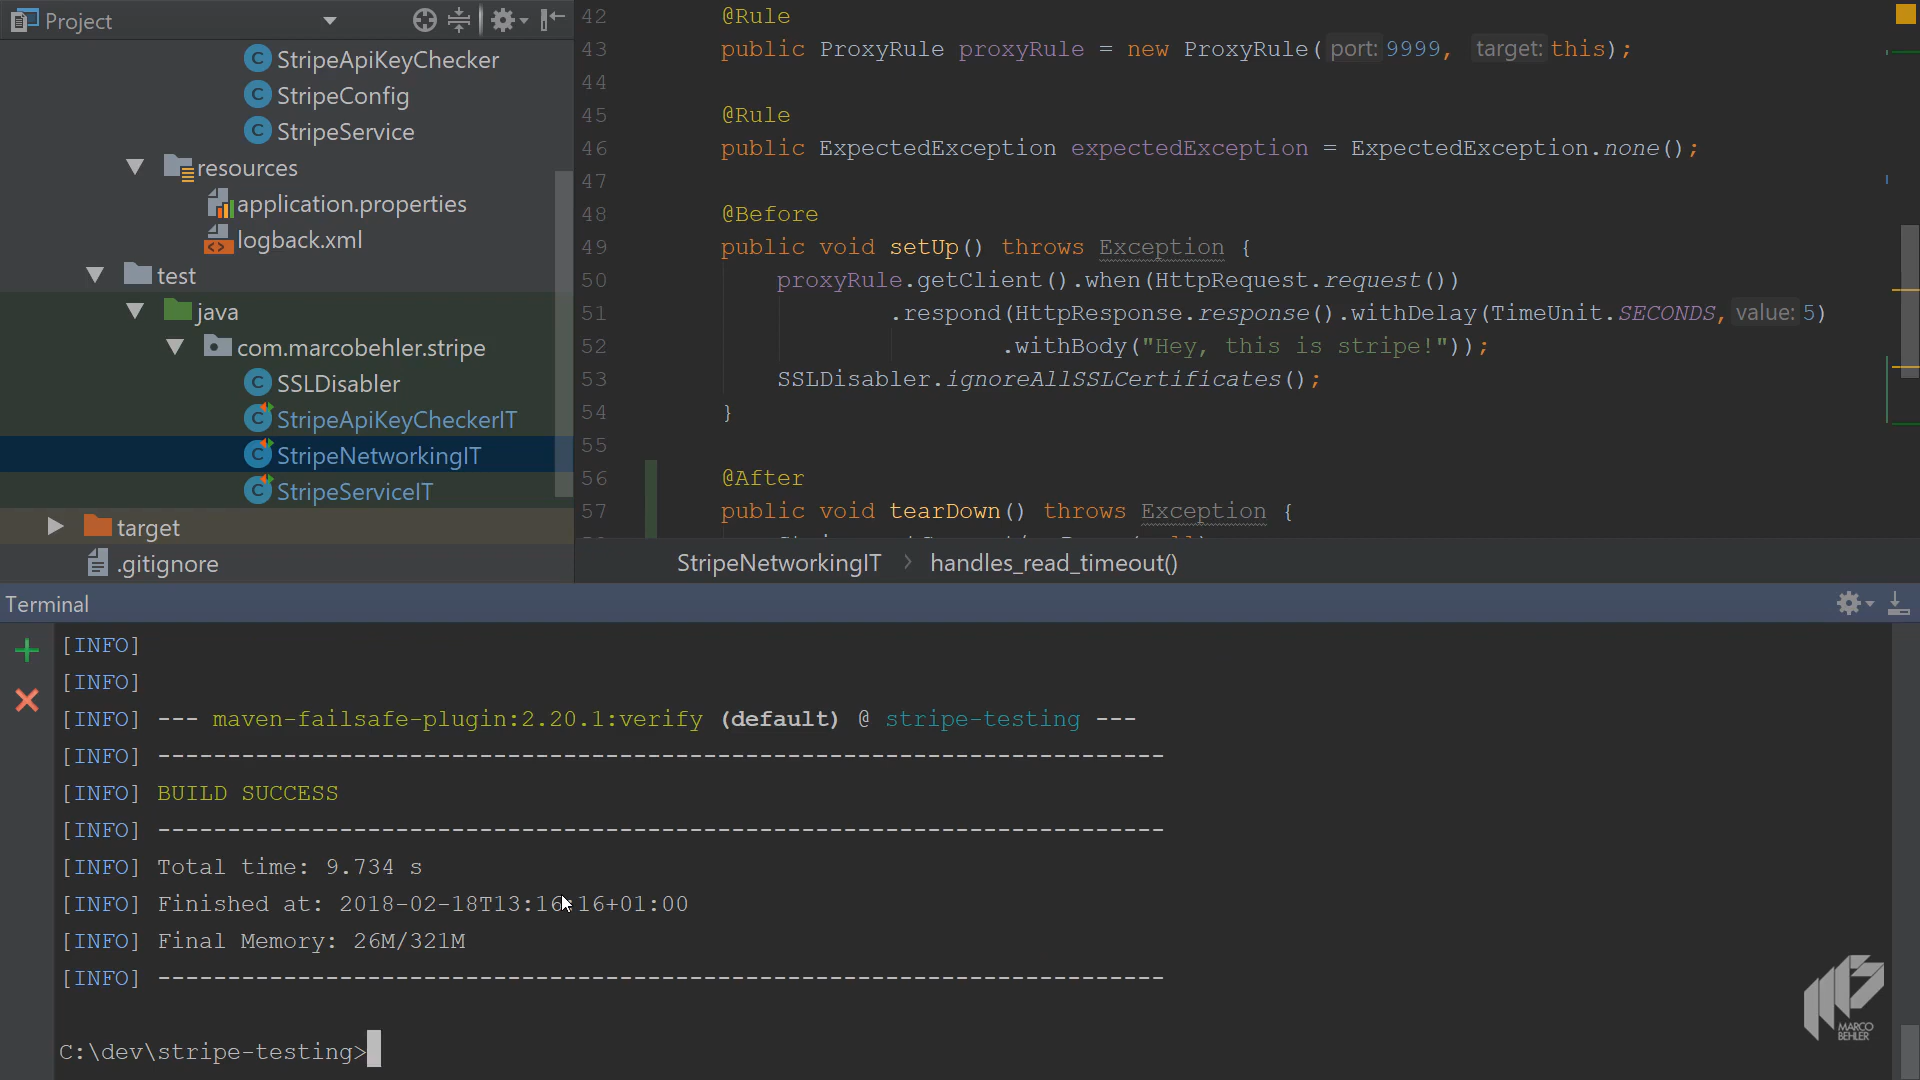 Project
StripeApiKeyChecker
StripeConfig
StripeService
resources
application.properties
logback.xml
test
java
com.marcobehler.stripe
SSLDisabler
StripeApiKeyCheckerIT
StripeNetworkingIT
StripeServiceIT
target
.gitignore
42 @Rule
43 public ProxyRule proxyRule = new ProxyRule( port: 9999, target: this);
44
45 @Rule
46 public ExpectedException expectedException = ExpectedException.none();
47
48 @Before
49 public void setUp() throws Exception {
50 proxyRule.getClient().when(HttpRequest.request())
51 .respond(HttpResponse.response().withDelay(TimeUnit.SECONDS, value: 5)
52 .withBody("Hey, this is stripe!"));
53 SSLDisabler.ignoreAllSSLCertificates();
54 }
55
56 @After
57 public void tearDown() throws Exception {
StripeNetworkingIT > handles_read_timeout()
Terminal
[INFO]
[INFO]
[INFO] --- maven-failsafe-plugin:2.20.1:verify (default) @ stripe-testing ---
[INFO] ------------------------------------------------------------------------
[INFO] BUILD SUCCESS
[INFO] ------------------------------------------------------------------------
[INFO] Total time: 9.734 s
[INFO] Finished at: 2018-02-18T13:16:16+01:00
[INFO] Final Memory: 26M/321M
[INFO] ------------------------------------------------------------------------
C:\dev\stripe-testing>
MARCO
BEHLER